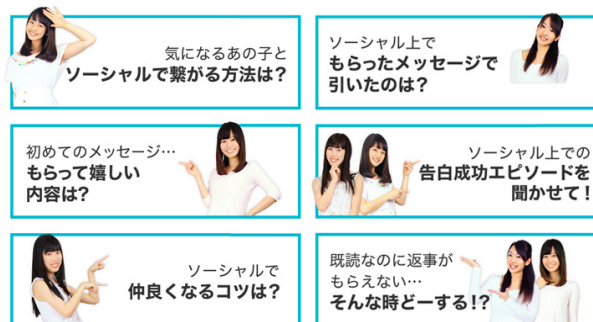 気になるあの子と
ソーシャルで繋がる方法は?
ソーシャル上で
もらったメッセージで
引いたのは?
初めてのメッセージ…
もらって嬉しい
内容は?
ソーシャル上での
告白成功エピソードを
聞かせて!
ソーシャルで
仲良くなるコツは?
既読なのに返事が
もらえない…
そんな時どーする!?